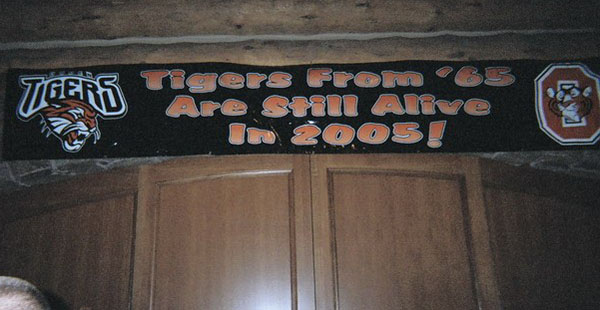 TIGERS
Tigers From '65
Are Still Alive
In 2005!